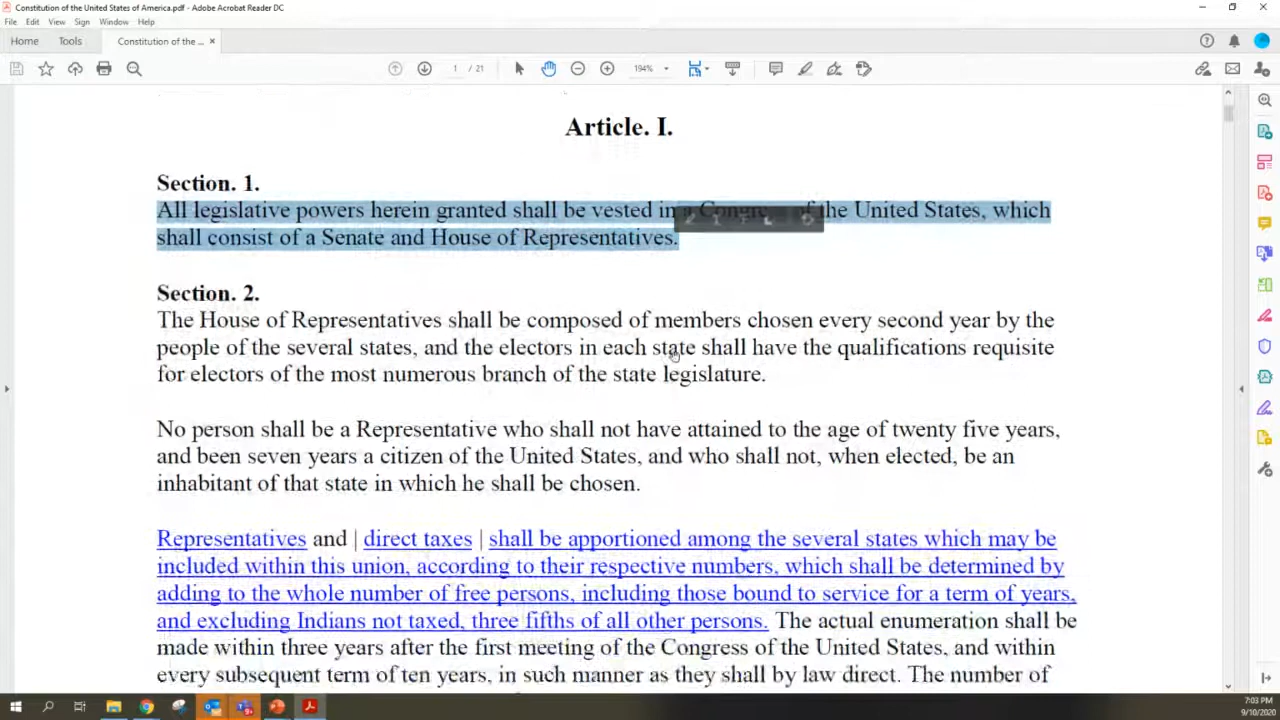 Constitution of the United States of America.pdf - Adobe Acrobat Reader DC
File Edit View Sign Window Help
Home Tools Constitution of the ... ×
1 / 21 194%
Article. I.
Section. 1.
All legislative powers herein granted shall be vested in a Congress of the United States, which
shall consist of a Senate and House of Representatives.
Section. 2.
The House of Representatives shall be composed of members chosen every second year by the
people of the several states, and the electors in each state shall have the qualifications requisite
for electors of the most numerous branch of the state legislature.
No person shall be a Representative who shall not have attained to the age of twenty five years,
and been seven years a citizen of the United States, and who shall not, when elected, be an
inhabitant of that state in which he shall be chosen.
Representatives and | direct taxes | shall be apportioned among the several states which may be
included within this union, according to their respective numbers, which shall be determined by
adding to the whole number of free persons, including those bound to service for a term of years,
and excluding Indians not taxed, three fifths of all other persons. The actual enumeration shall be
made within three years after the first meeting of the Congress of the United States, and within
every subsequent term of ten years, in such manner as they shall by law direct. The number of
7:03 PM
9/10/2020